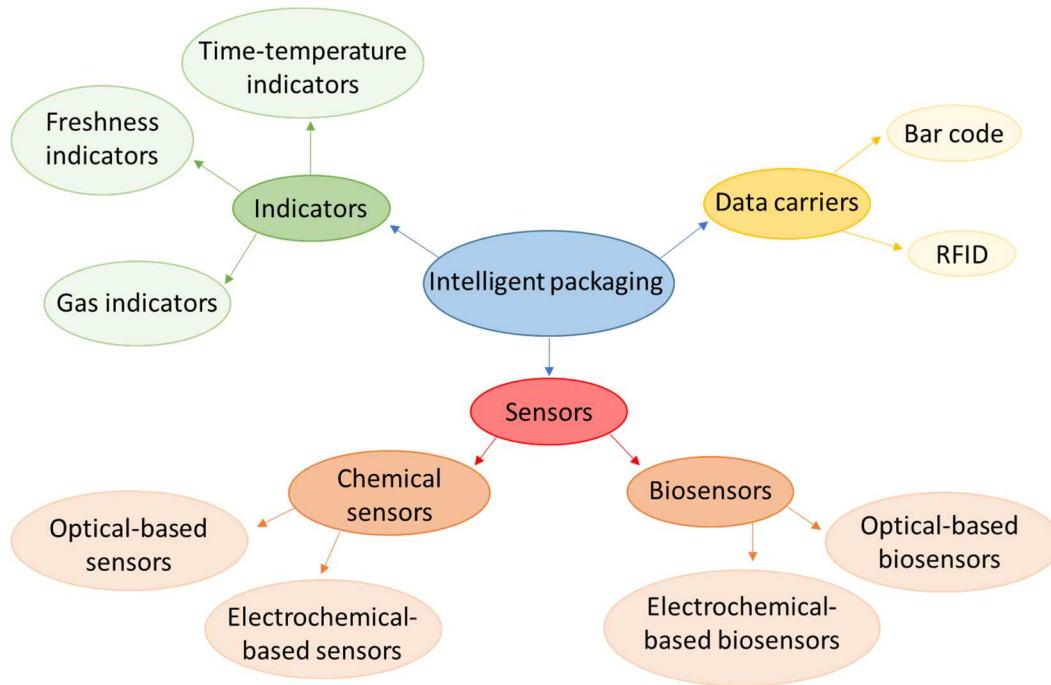 Time-temperature
indicators
Freshness
indicators
Bar code
Indicators
Data carriers
RFID
Intelligent packaging
Gas indicators
Sensors
Chemical
sensors
Biosensors
Optical-based
sensors
Optical-based
biosensors
Electrochemical-
based sensors
Electrochemical-
based biosensors